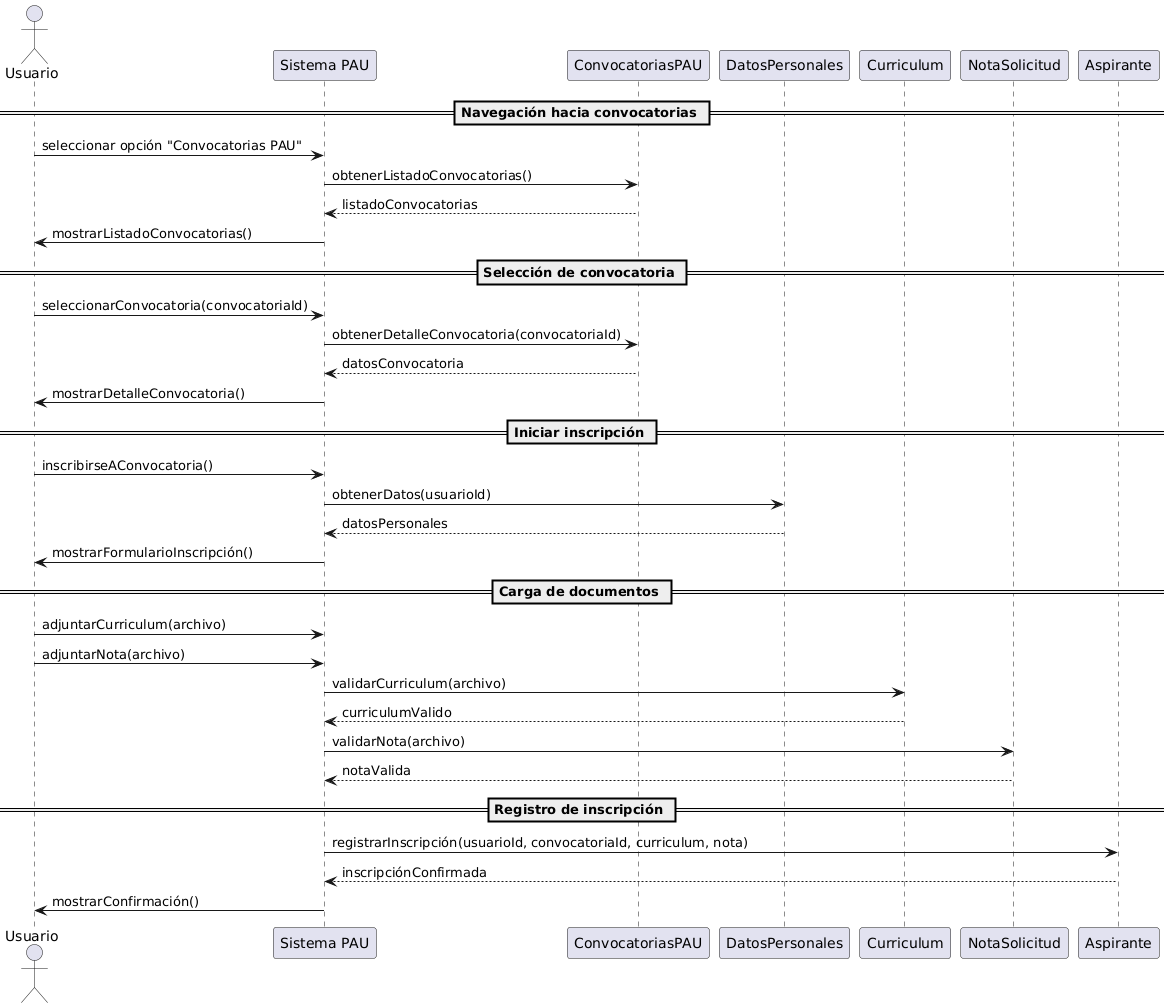 Usuario
Sistema PAU
ConvocatoriasPAU
DatosPersonales
Curriculum
NotaSolicitud
Aspirante
Navegación hacia convocatorias
seleccionar opción "Convocatorias PAU"
obtenerListadoConvocatorias()
listadoConvocatorias
mostrarListadoConvocatorias()
Selección de convocatoria
seleccionarConvocatoria(convocatoriaId)
obtenerDetalleConvocatoria(convocatoriaId)
datosConvocatoria
mostrarDetalleConvocatoria()
Iniciar inscripción
inscribirseAConvocatoria()
obtenerDatos(usuarioId)
datosPersonales
mostrarFormularioInscripción()
Carga de documentos
adjuntarCurriculum(archivo)
adjuntarNota(archivo)
validarCurriculum(archivo)
curriculumValido
validarNota(archivo)
notaValida
Registro de inscripción
registrarInscripción(usuarioId, convocatoriaId, curriculum, nota)
inscripciónConfirmada
mostrarConfirmación()
Usuario
Sistema PAU
ConvocatoriasPAU
DatosPersonales
Curriculum
NotaSolicitud
Aspirante